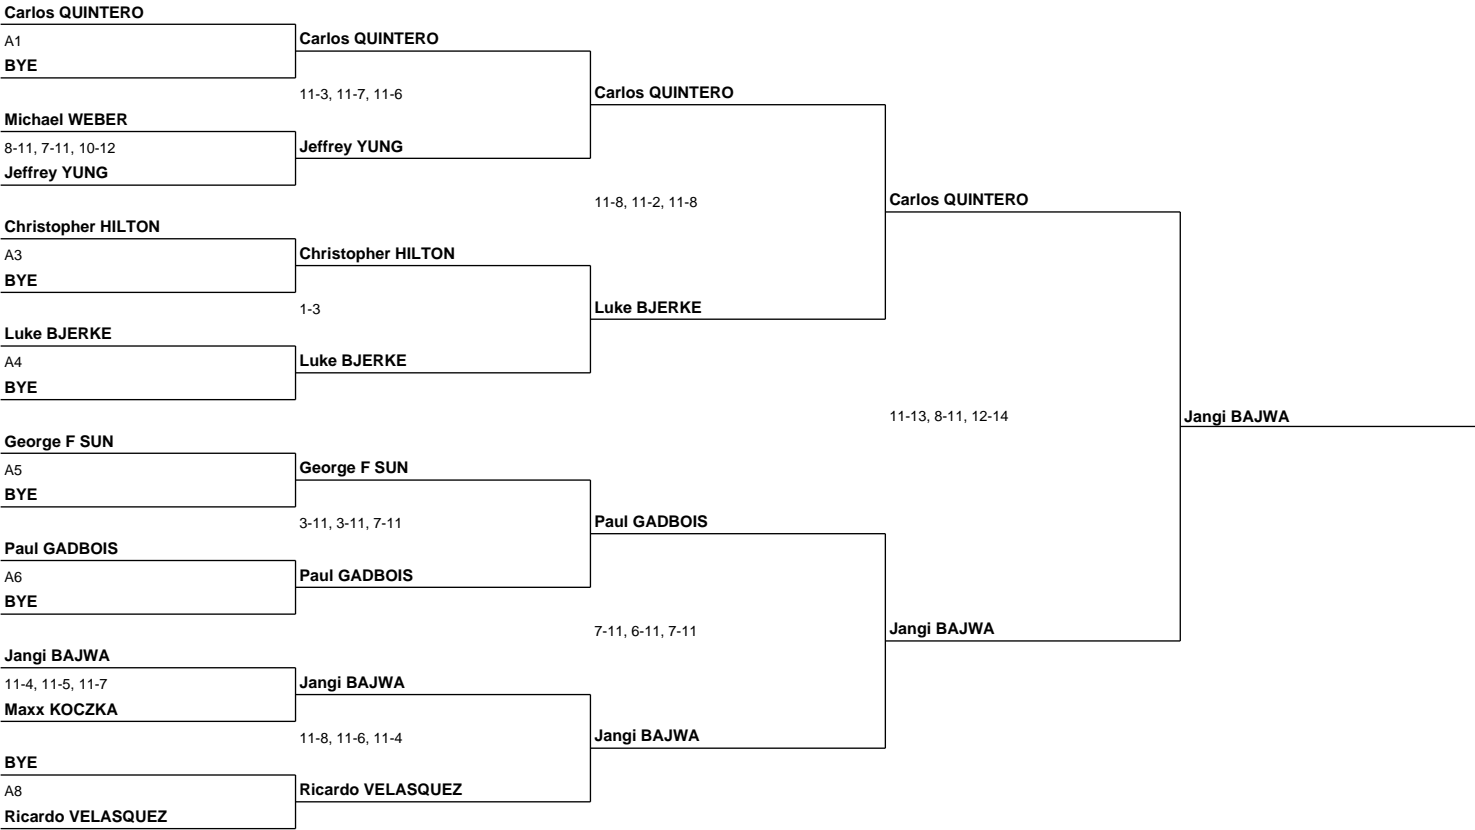 Carlos QUINTERO
A1
BYE
Michael WEBER
8-11, 7-11, 10-12
Jeffrey YUNG
Christopher HILTON
A3
BYE
Luke BJERKE
A4
BYE
George F SUN
A5
BYE
Paul GADBOIS
A6
BYE
Jangi BAJWA
11-4, 11-5, 11-7
Maxx KOCZKA
BYE
A8
Ricardo VELASQUEZ
Carlos QUINTERO
11-3, 11-7, 11-6
Jeffrey YUNG
Christopher HILTON
1-3
Luke BJERKE
George F SUN
3-11, 3-11, 7-11
Paul GADBOIS
Jangi BAJWA
11-8, 11-6, 11-4
Ricardo VELASQUEZ
Carlos QUINTERO
11-8, 11-2, 11-8
Luke BJERKE
Paul GADBOIS
7-11, 6-11, 7-11
Jangi BAJWA
Carlos QUINTERO
11-13, 8-11, 12-14
Jangi BAJWA
Jangi BAJWA